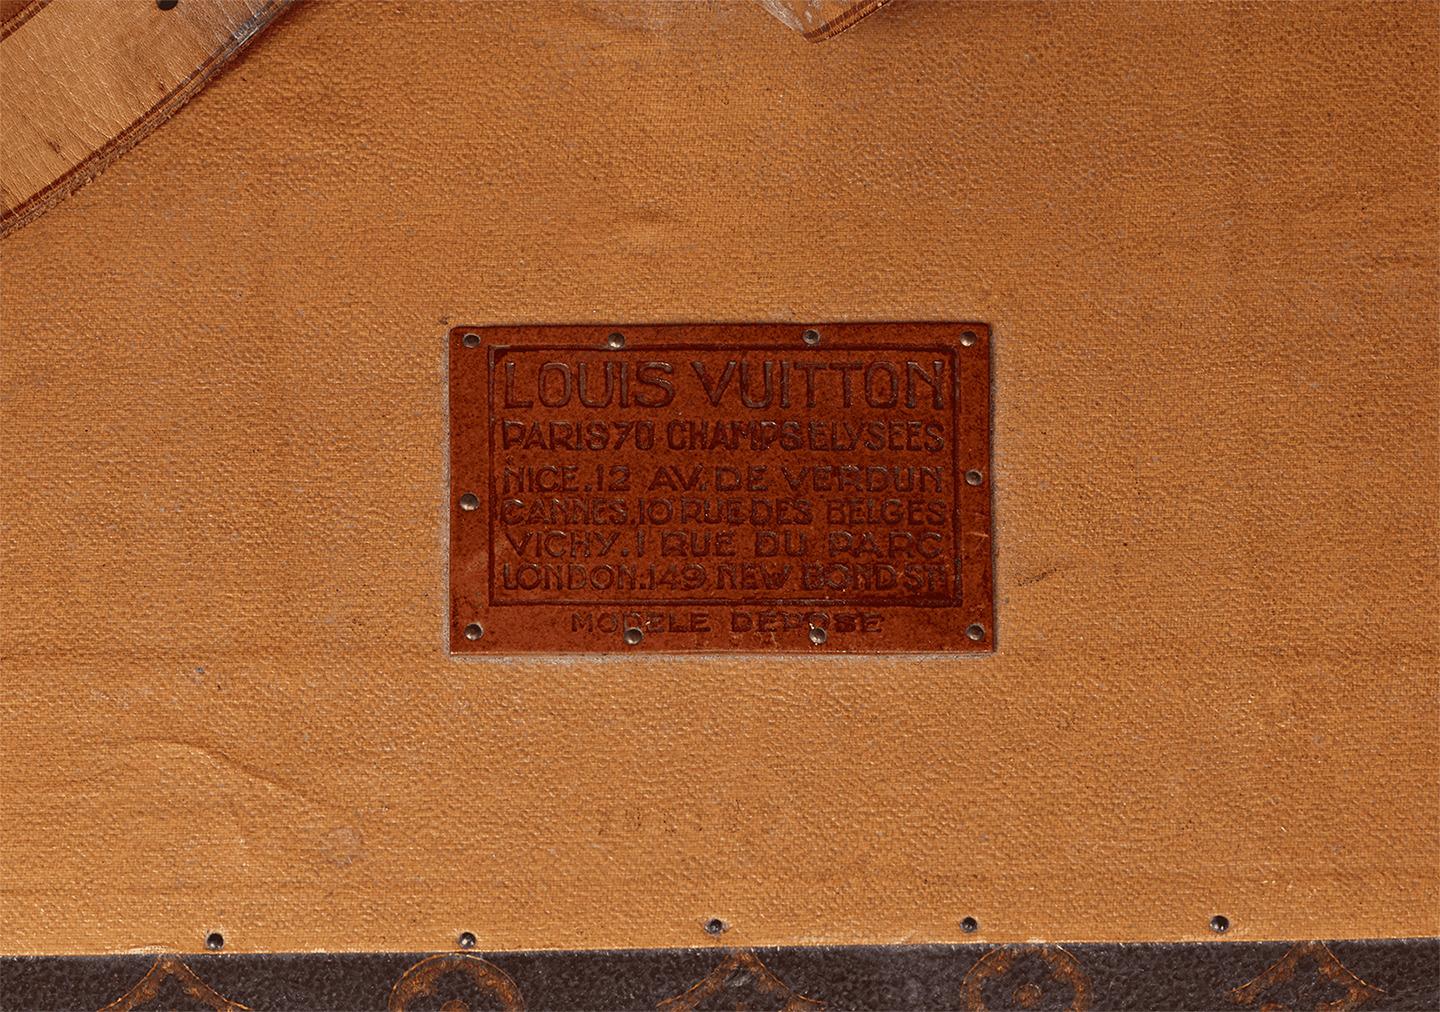 LOUIS VUITTON
PARIS 70 CHAMPS ELYSEES
NICE.12 AV.DE VERDUN
CANNES.10 RUE DES BELGES
VICHY.1 RUE DU PARC
LONDON.149.NEW BOND ST
MODELE DÉPOSÉ